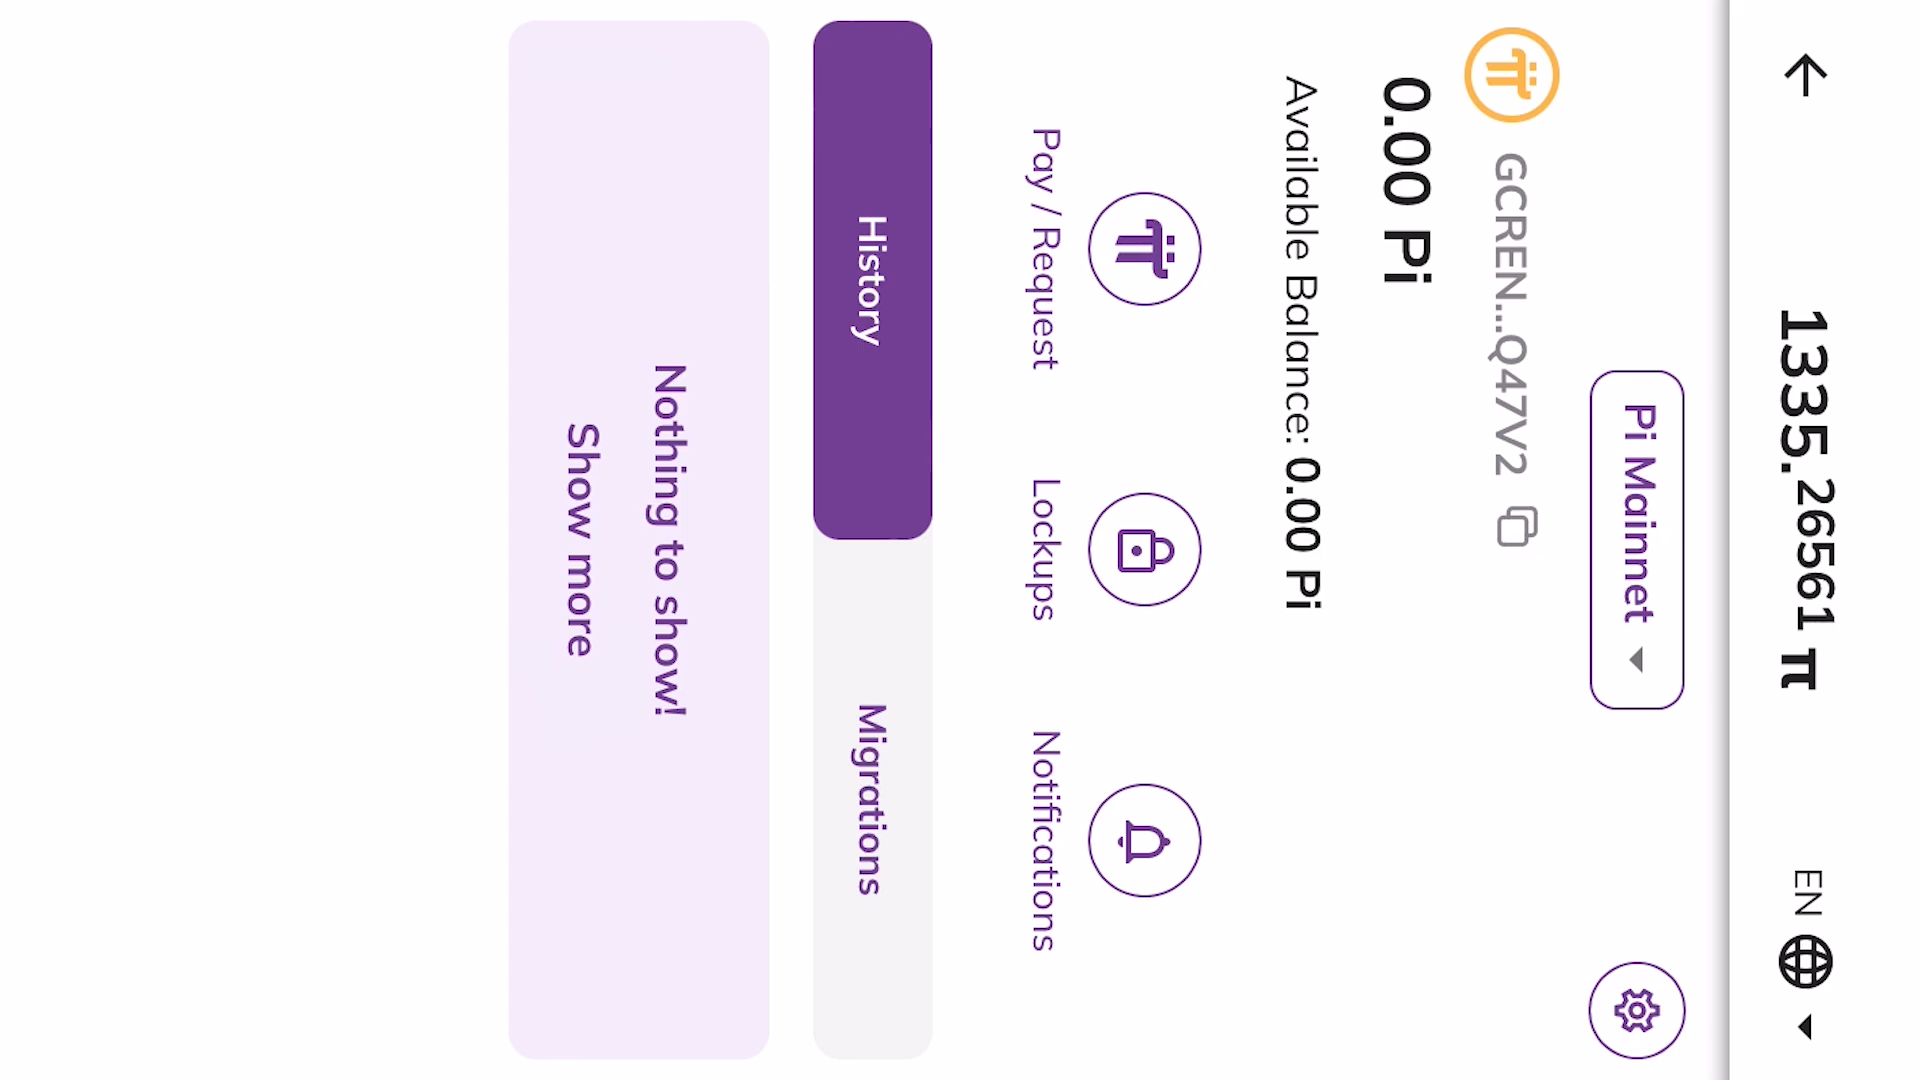 1335.26561 π
EN
Pi Mainnet
GCREN...Q47V2
0.00 Pi
Available Balance: 0.00 Pi
Pay / Request
Lockups
Notifications
History
Migrations
Nothing to show!
Show more